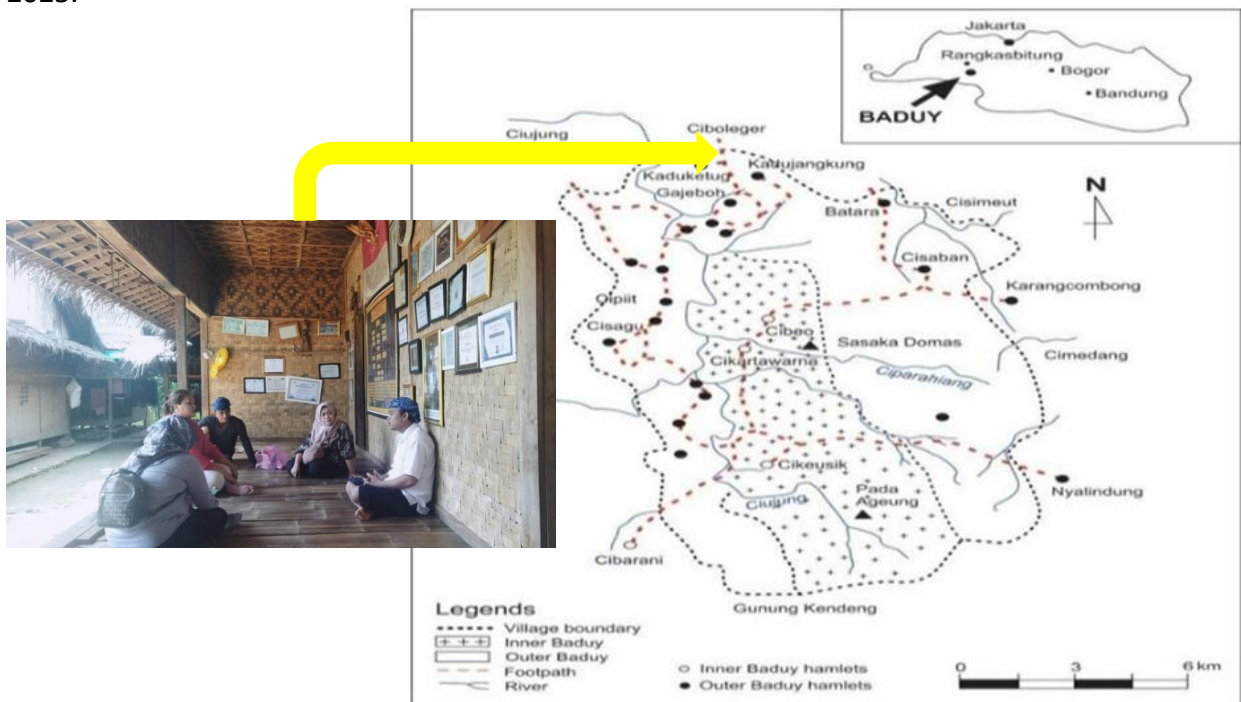 Jakarta
Rangkasbitung
Bogor
Bandung
BADUY
Ciujung
Ciboleger
Kadujangkung
Kaduketug
Gajeboh
N
Batara
Cisimeut
Cisaban
Karangcombong
Cipiit
Cisagu
Cibeo
Sasaka Domas
Cikartawarna
Cimedang
Ciparahiang
Cikeusik
Pada
Ageung
Nyalindung
Ciujung
Cibarani
Gunung Kendeng
Legends
Village boundary
Inner Baduy
Outer Baduy
Footpath
River
Inner Baduy hamlets
Outer Baduy hamlets
0 3 6 km